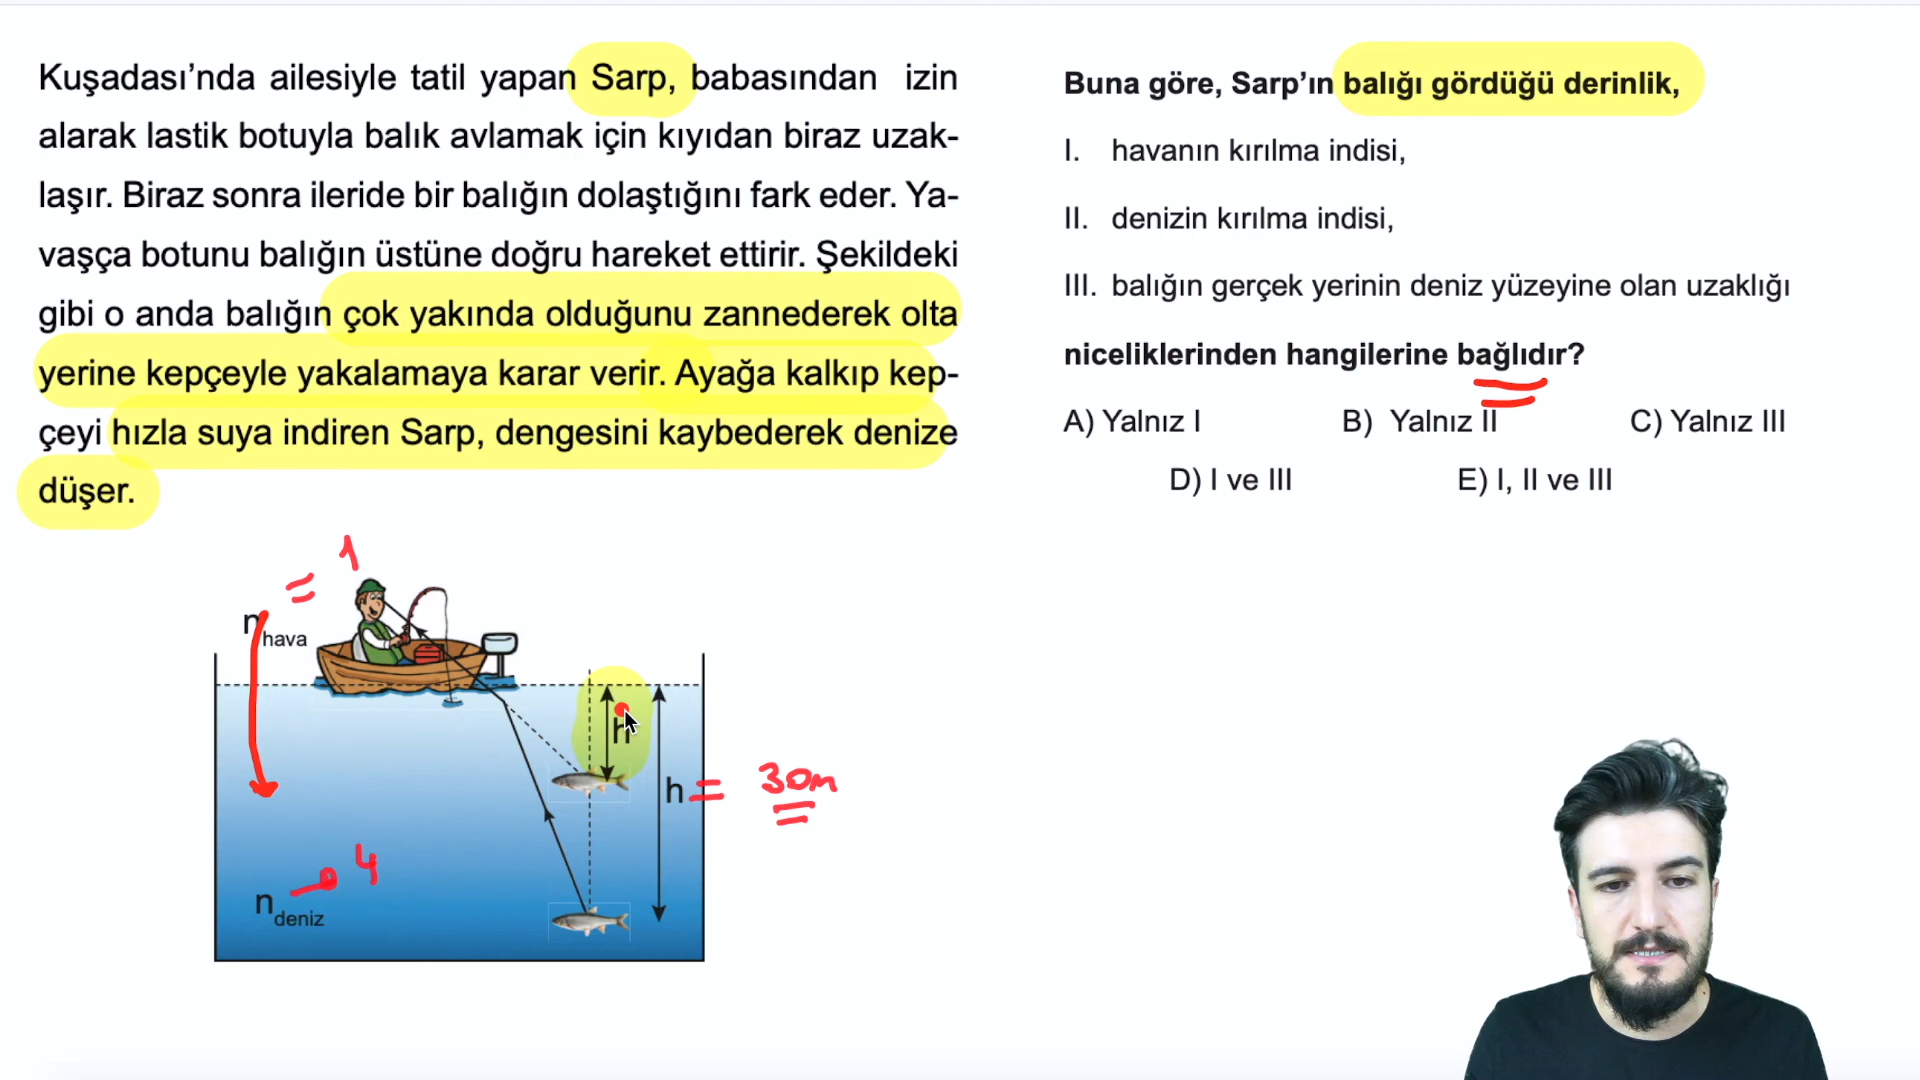 Kuşadası’nda ailesiyle tatil yapan Sarp, babasından izin
alarak lastik botuyla balık avlamak için kıyıdan biraz uzak-
laşır. Biraz sonra ileride bir balığın dolaştığını fark eder. Ya-
vaşça botunu balığın üstüne doğru hareket ettirir. Şekildeki
gibi o anda balığın çok yakında olduğunu zannederek olta
yerine kepçeyle yakalamaya karar verir. Ayağa kalkıp kep-
çeyi hızla suya indiren Sarp, dengesini kaybederek denize
düşer.
n hava = 1
h
h = 30m
n deniz 4
Buna göre, Sarp’ın balığı gördüğü derinlik,
I. havanın kırılma indisi,
II. denizin kırılma indisi,
III. balığın gerçek yerinin deniz yüzeyine olan uzaklığı
niceliklerinden hangilerine bağlıdır?
A) Yalnız I B) Yalnız II C) Yalnız III
D) I ve III E) I, II ve III